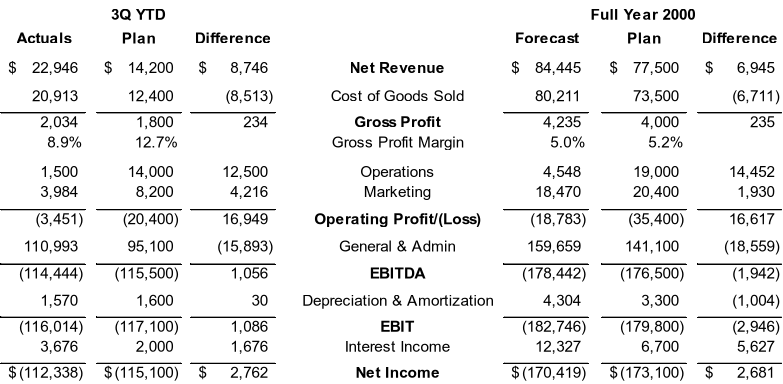 3Q YTD Full Year 2000
Actuals Plan Difference Forecast Plan Difference
$ 22,946 $ 14,200 $ 8,746 Net Revenue $ 84,445 $ 77,500 $ 6,945
20,913 12,400 (8,513) Cost of Goods Sold 80,211 73,500 (6,711)
2,034 1,800 234 Gross Profit 4,235 4,000 235
8.9% 12.7% Gross Profit Margin 5.0% 5.2%
1,500 14,000 12,500 Operations 4,548 19,000 14,452
3,984 8,200 4,216 Marketing 18,470 20,400 1,930
(3,451) (20,400) 16,949 Operating Profit/(Loss) (18,783) (35,400) 16,617
110,993 95,100 (15,893) General & Admin 159,659 141,100 (18,559)
(114,444) (115,500) 1,056 EBITDA (178,442) (176,500) (1,942)
1,570 1,600 30 Depreciation & Amortization 4,304 3,300 (1,004)
(116,014) (117,100) 1,086 EBIT (182,746) (179,800) (2,946)
3,676 2,000 1,676 Interest Income 12,327 6,700 5,627
$ (112,338) $ (115,100) $ 2,762 Net Income $ (170,419) $ (173,100) $ 2,681